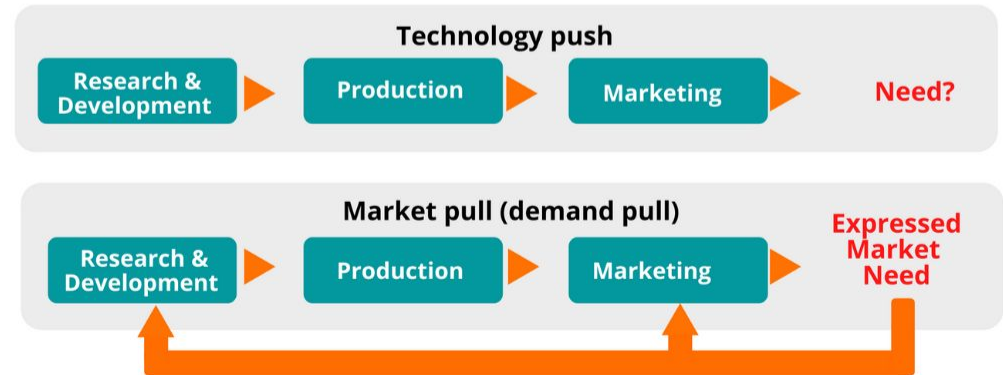 Technology push
Research &
Development
Production
Marketing
Need?
Market pull (demand pull)
Research &
Development
Production
Marketing
Expressed
Market
Need